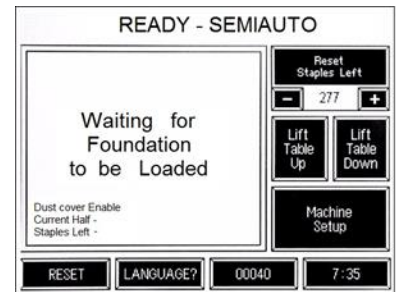 READY - SEMIAUTO
Reset
Staples Left
- 277 +
Waiting for
Foundation
to be Loaded
Lift
Table
Up
Lift
Table
Down
Dust cover Enable
Current Half -
Staples Left -
Machine
Setup
RESET
LANGUAGE?
00040
7:35